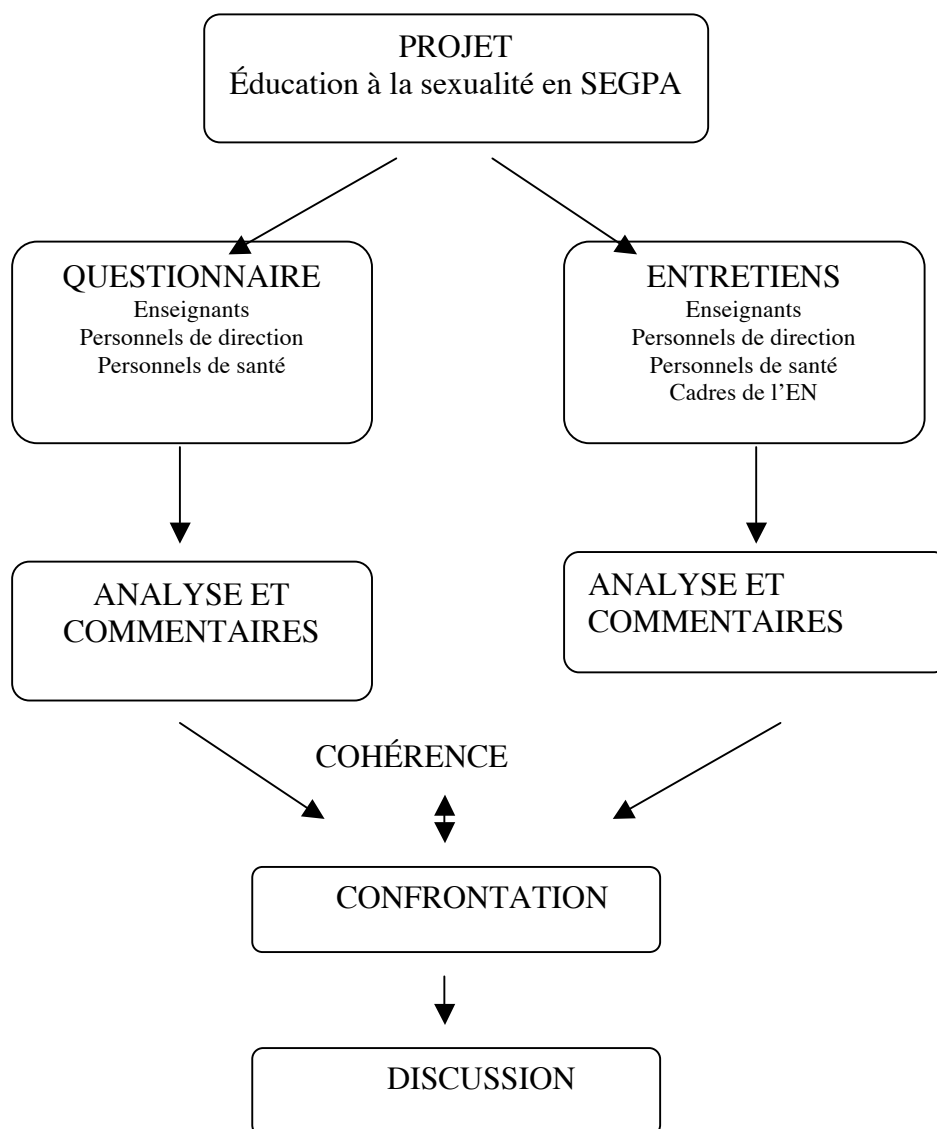 PROJET
Éducation à la sexualité en SEGPA
QUESTIONNAIRE
Enseignants
Personnels de direction
Personnels de santé
ENTRETIENS
Enseignants
Personnels de direction
Personnels de santé
Cadres de l’EN
ANALYSE ET
COMMENTAIRES
ANALYSE ET
COMMENTAIRES
COHÉRENCE
CONFRONTATION
DISCUSSION